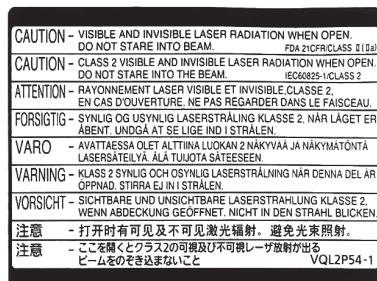 CAUTION – VISIBLE AND INVISIBLE LASER RADIATION WHEN OPEN.
DO NOT STARE INTO BEAM. FDA 21CFR/CLASS II (IIa)
CAUTION – CLASS 2 VISIBLE AND INVISIBLE LASER RADIATION WHEN OPEN.
DO NOT STARE INTO THE BEAM. IEC60825-1/CLASS 2
ATTENTION – RAYONNEMENT LASER VISIBLE ET INVISIBLE,CLASSE 2,
EN CAS D'OUVERTURE. NE PAS REGARDER DANS LE FAISCEAU.
FORSIGTIG – SYNLIG OG USYNLIG LASERSTRÅLING KLASSE 2, NÅR LÅGET ER
ÅBENT. UNDGÅ AT SE LIGE IND I STRÅLEN.
VARO – AVATTAESSA OLET ALTTIINA LUOKAN 2 NÄKYVÄÄ JA NÄKYMÄTÖNTÄ
LASERSÄTEILYÄ. ÄLÄ TUIJOTA SÄTEESEEN.
VARNING – KLASS 2 SYNLIG OCH OSYNLIG LASERSTRÅLNING NÄR DENNA DEL ÄR
ÖPPNAD. STIRRA EJ IN I STRÅLEN.
VORSICHT – SICHTBARE UND UNSICHTBARE LASERSTRAHLUNG KLASSE 2,
WENN ABDECKUNG GEÖFFNET. NICHT IN DEN STRAHL BLICKEN.
注意 – 打开时有可见及不可见激光辐射。避免光束照射。
注意 – ここを開くとクラス2の可視及び不可視レーザ放射が出る
ビームをのぞき込まないこと VQL2P54-1